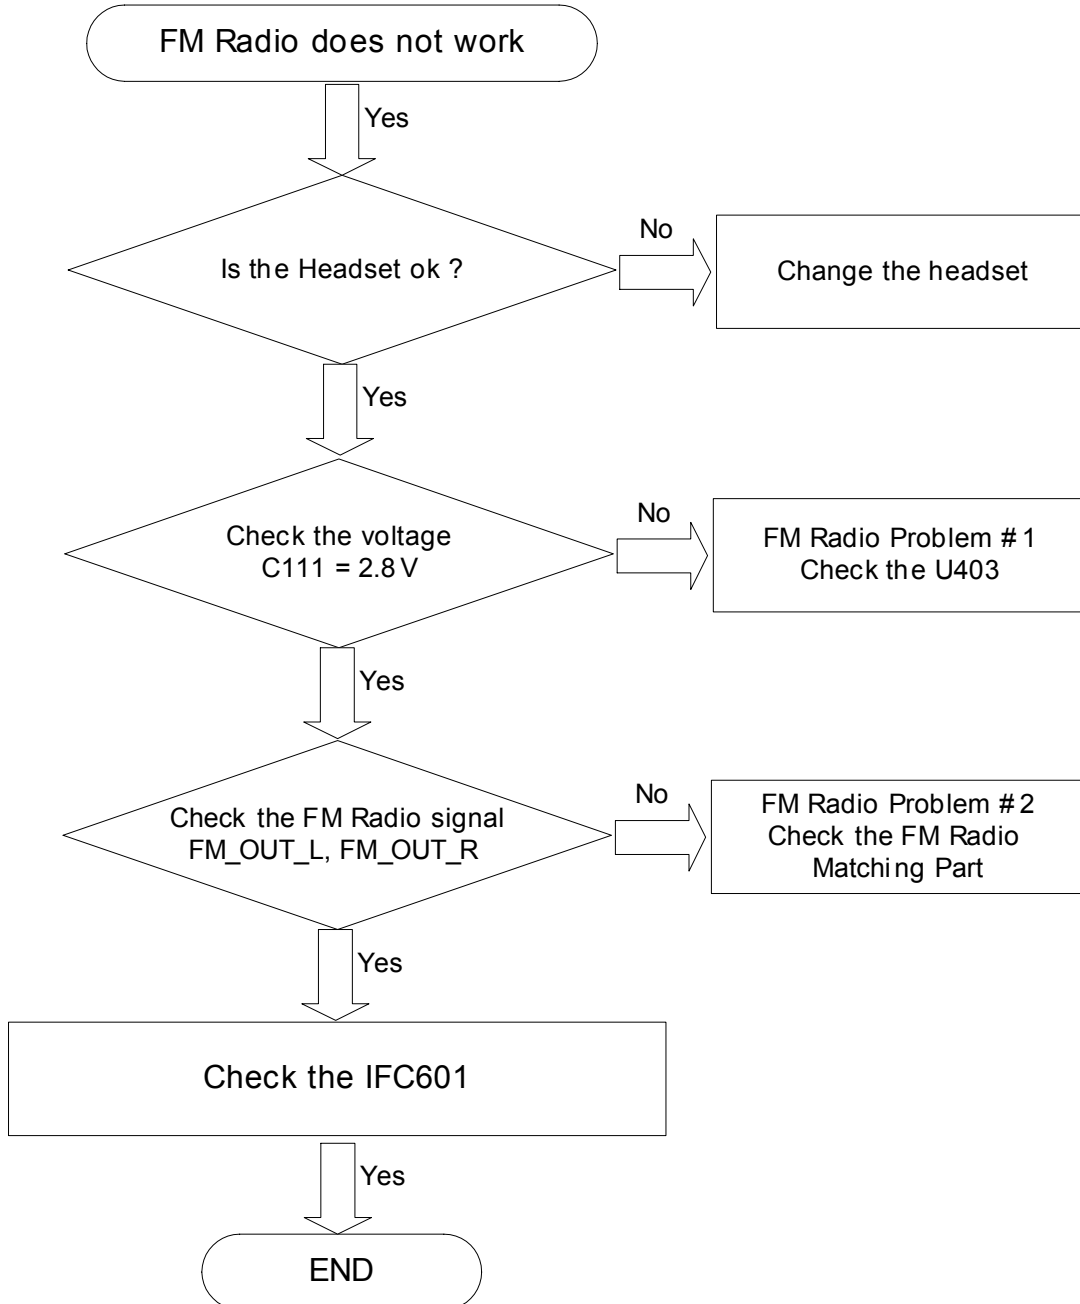 FM Radio does not work
Yes
Is the Headset ok ?
No
Change the headset
Yes
Check the voltage
C111 = 2.8 V
No
FM Radio Problem # 1
Check the U403
Yes
Check the FM Radio signal
FM_OUT_L, FM_OUT_R
No
FM Radio Problem # 2
Check the FM Radio
Matching Part
Yes
Check the IFC601
Yes
END